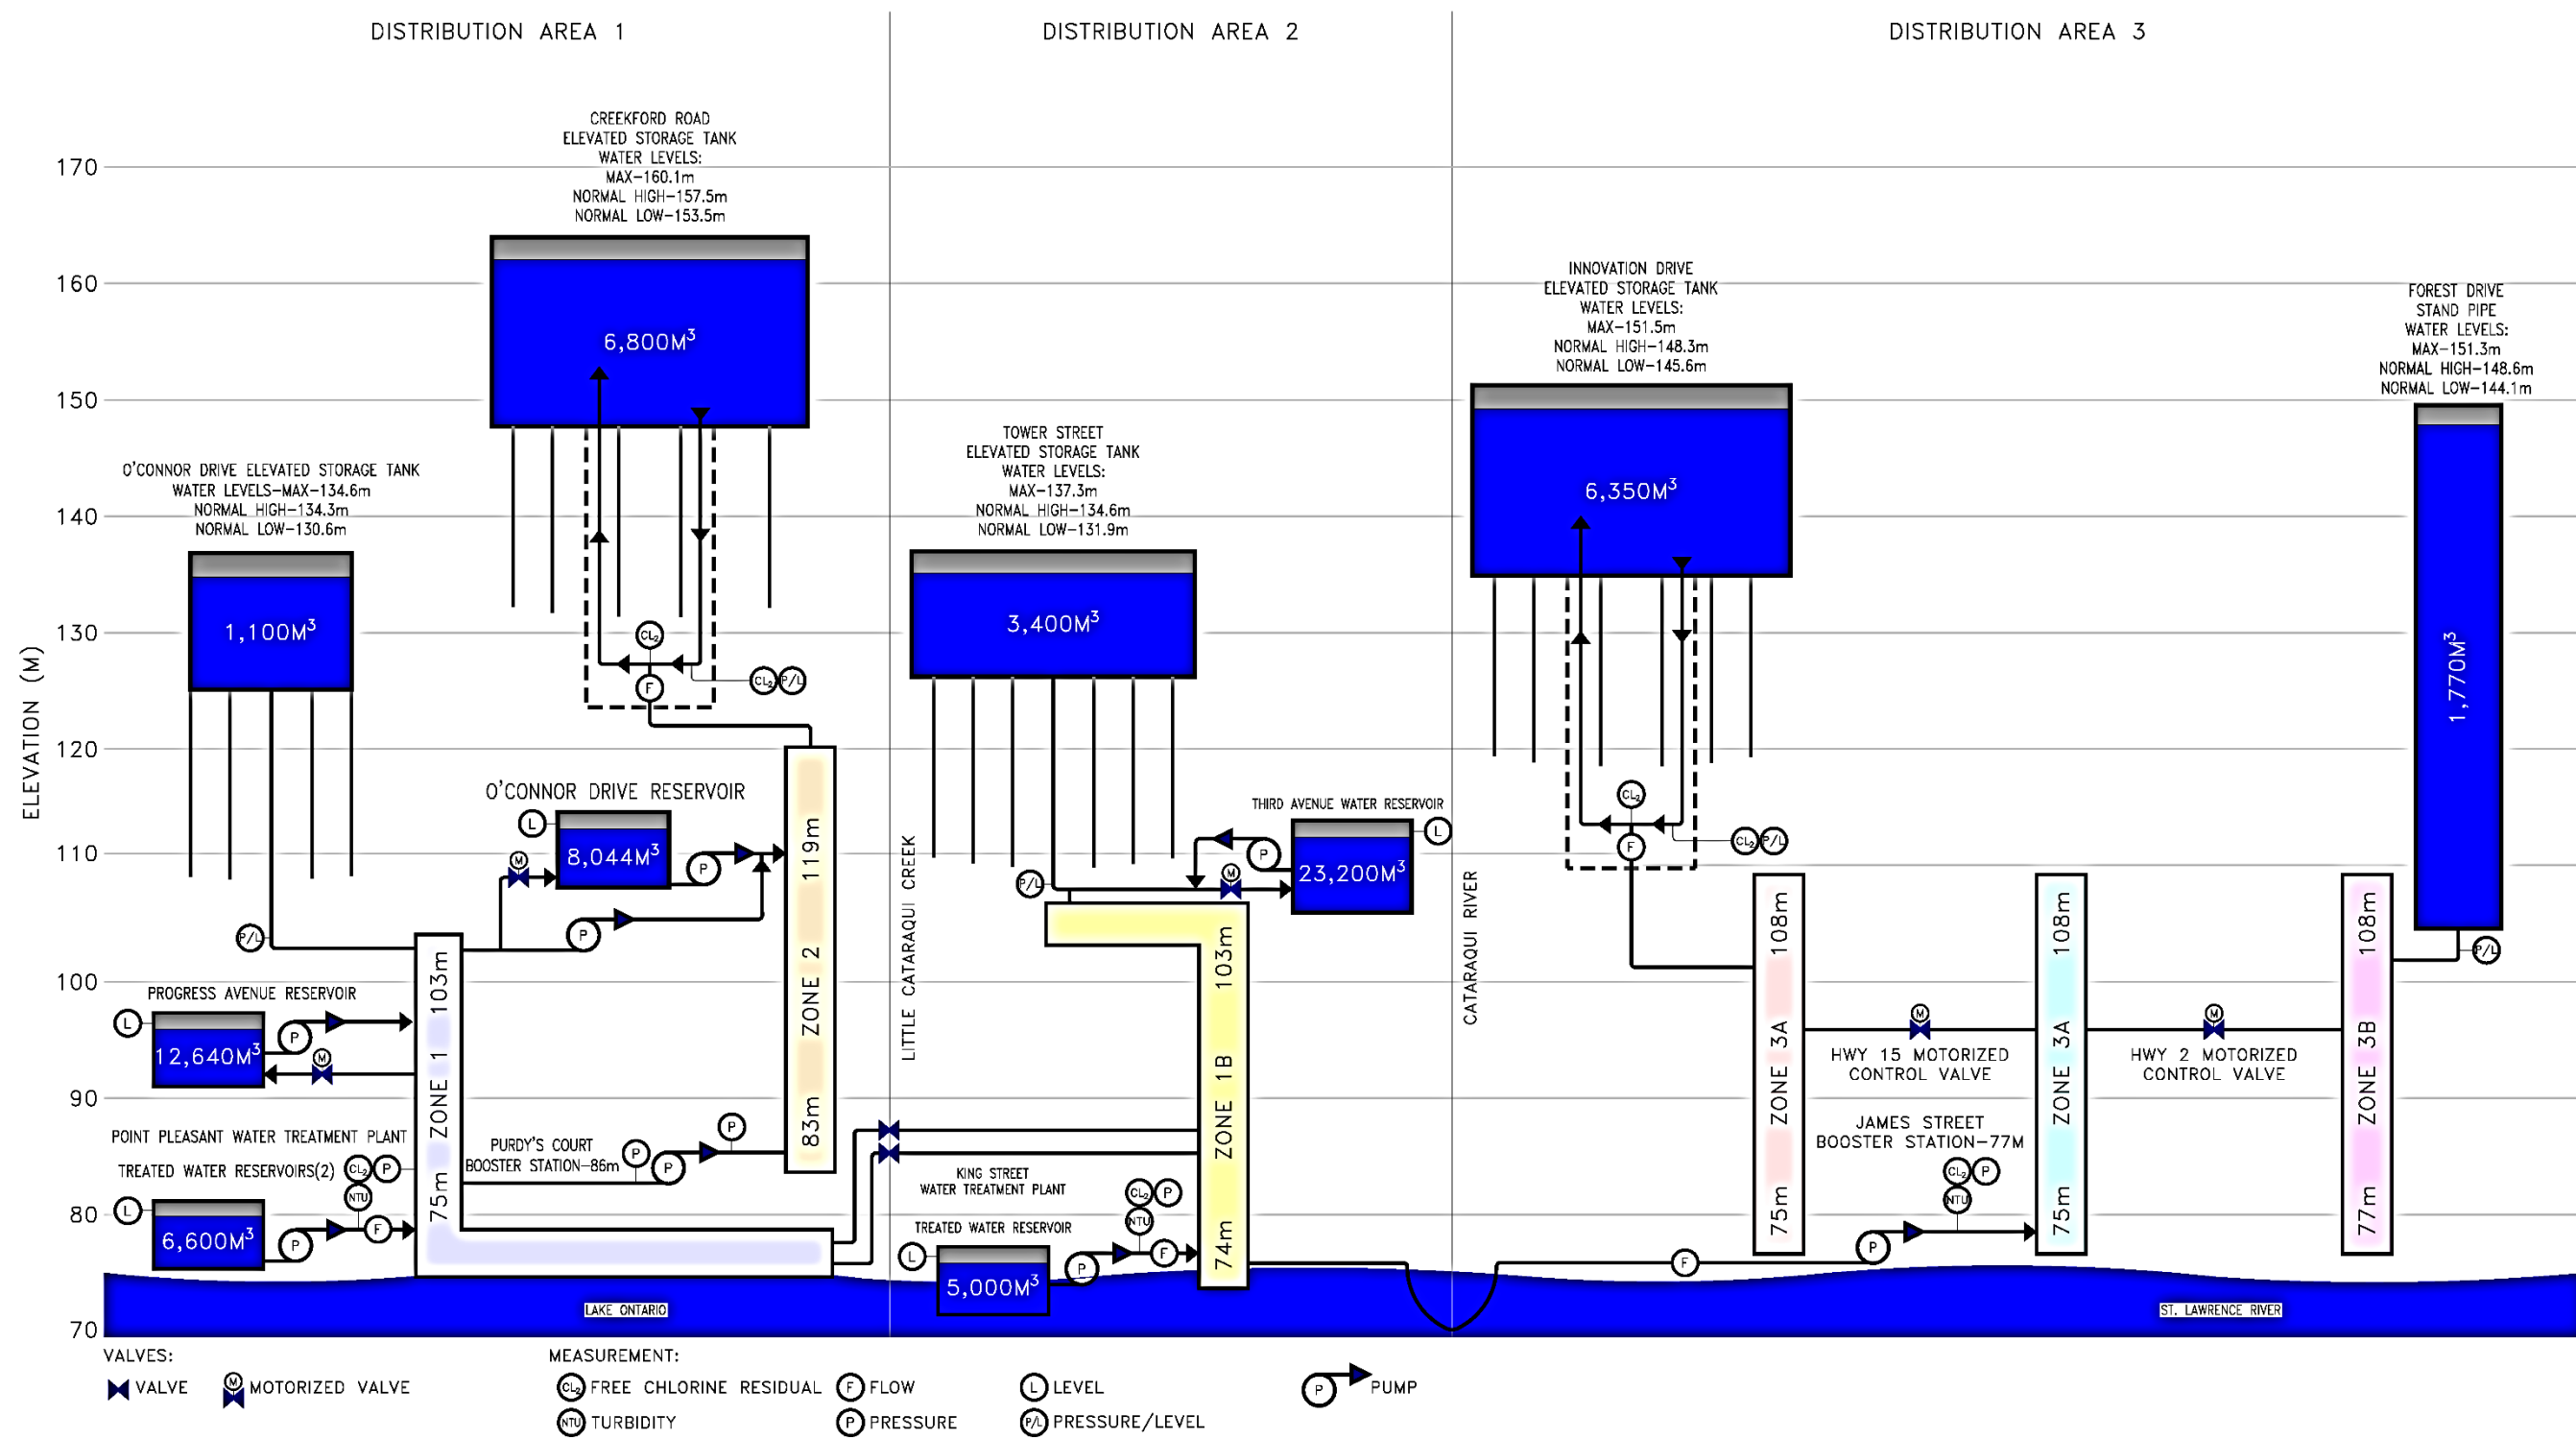 DISTRIBUTION AREA 1
DISTRIBUTION AREA 2
DISTRIBUTION AREA 3
ELEVATION (M)
170
160
150
140
130
120
110
100
90
80
70
CREEKFORD ROAD
ELEVATED STORAGE TANK
WATER LEVELS:
MAX-160.1m
NORMAL HIGH-157.5m
NORMAL LOW-153.5m
6,800M³
O'CONNOR DRIVE ELEVATED STORAGE TANK
WATER LEVELS-MAX-134.6m
NORMAL HIGH-134.3m
NORMAL LOW-130.6m
1,100M³
CL₂
F
CL₂
P/L
O'CONNOR DRIVE RESERVOIR
L
8,044M³
M
P
P
P/L
PROGRESS AVENUE RESERVOIR
L
12,640M³
P
M
POINT PLEASANT WATER TREATMENT PLANT
TREATED WATER RESERVOIRS(2)
CL₂
P
NTU
L
6,600M³
P
F
75m ZONE 1 103m
PURDY'S COURT
BOOSTER STATION-86m
P
P
P
83m ZONE 2 119m
LITTLE CATARAQUI CREEK
TOWER STREET
ELEVATED STORAGE TANK
WATER LEVELS:
MAX-137.3m
NORMAL HIGH-134.6m
NORMAL LOW-131.9m
3,400M³
THIRD AVENUE WATER RESERVOIR
L
P
23,200M³
M
P/L
74m ZONE 1B 103m
KING STREET
WATER TREATMENT PLANT
TREATED WATER RESERVOIR
CL₂
P
NTU
L
5,000M³
P
F
CATARAQUI RIVER
INNOVATION DRIVE
ELEVATED STORAGE TANK
WATER LEVELS:
MAX-151.5m
NORMAL HIGH-148.3m
NORMAL LOW-145.6m
6,350M³
CL₂
F
CL₂
P/L
FOREST DRIVE
STAND PIPE
WATER LEVELS:
MAX-151.3m
NORMAL HIGH-148.6m
NORMAL LOW-144.1m
1,770M³
P/L
75m ZONE 3A 108m
M
HWY 15 MOTORIZED
CONTROL VALVE
75m ZONE 3A 108m
M
HWY 2 MOTORIZED
CONTROL VALVE
77m ZONE 3B 108m
JAMES STREET
BOOSTER STATION-77M
CL₂
P
NTU
P
F
LAKE ONTARIO
ST. LAWRENCE RIVER
VALVES:
VALVE
M MOTORIZED VALVE
MEASUREMENT:
CL₂ FREE CHLORINE RESIDUAL
F FLOW
L LEVEL
P PUMP
NTU TURBIDITY
P PRESSURE
P/L PRESSURE/LEVEL